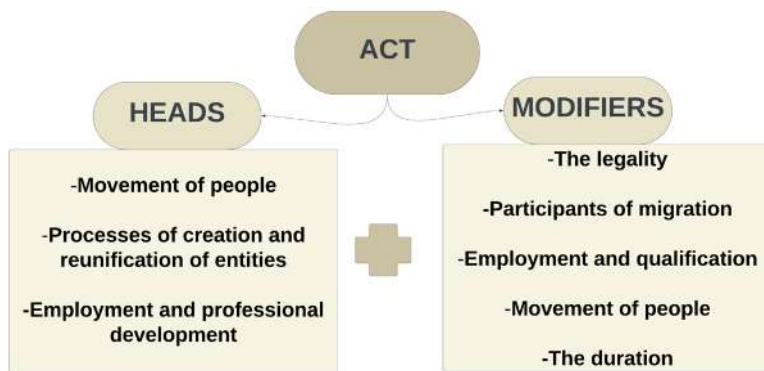 ACT
HEADS
-Movement of people
-Processes of creation and
reunification of entities
-Employment and professional
development
MODIFIERS
-The legality
-Participants of migration
-Employment and qualification
-Movement of people
-The duration